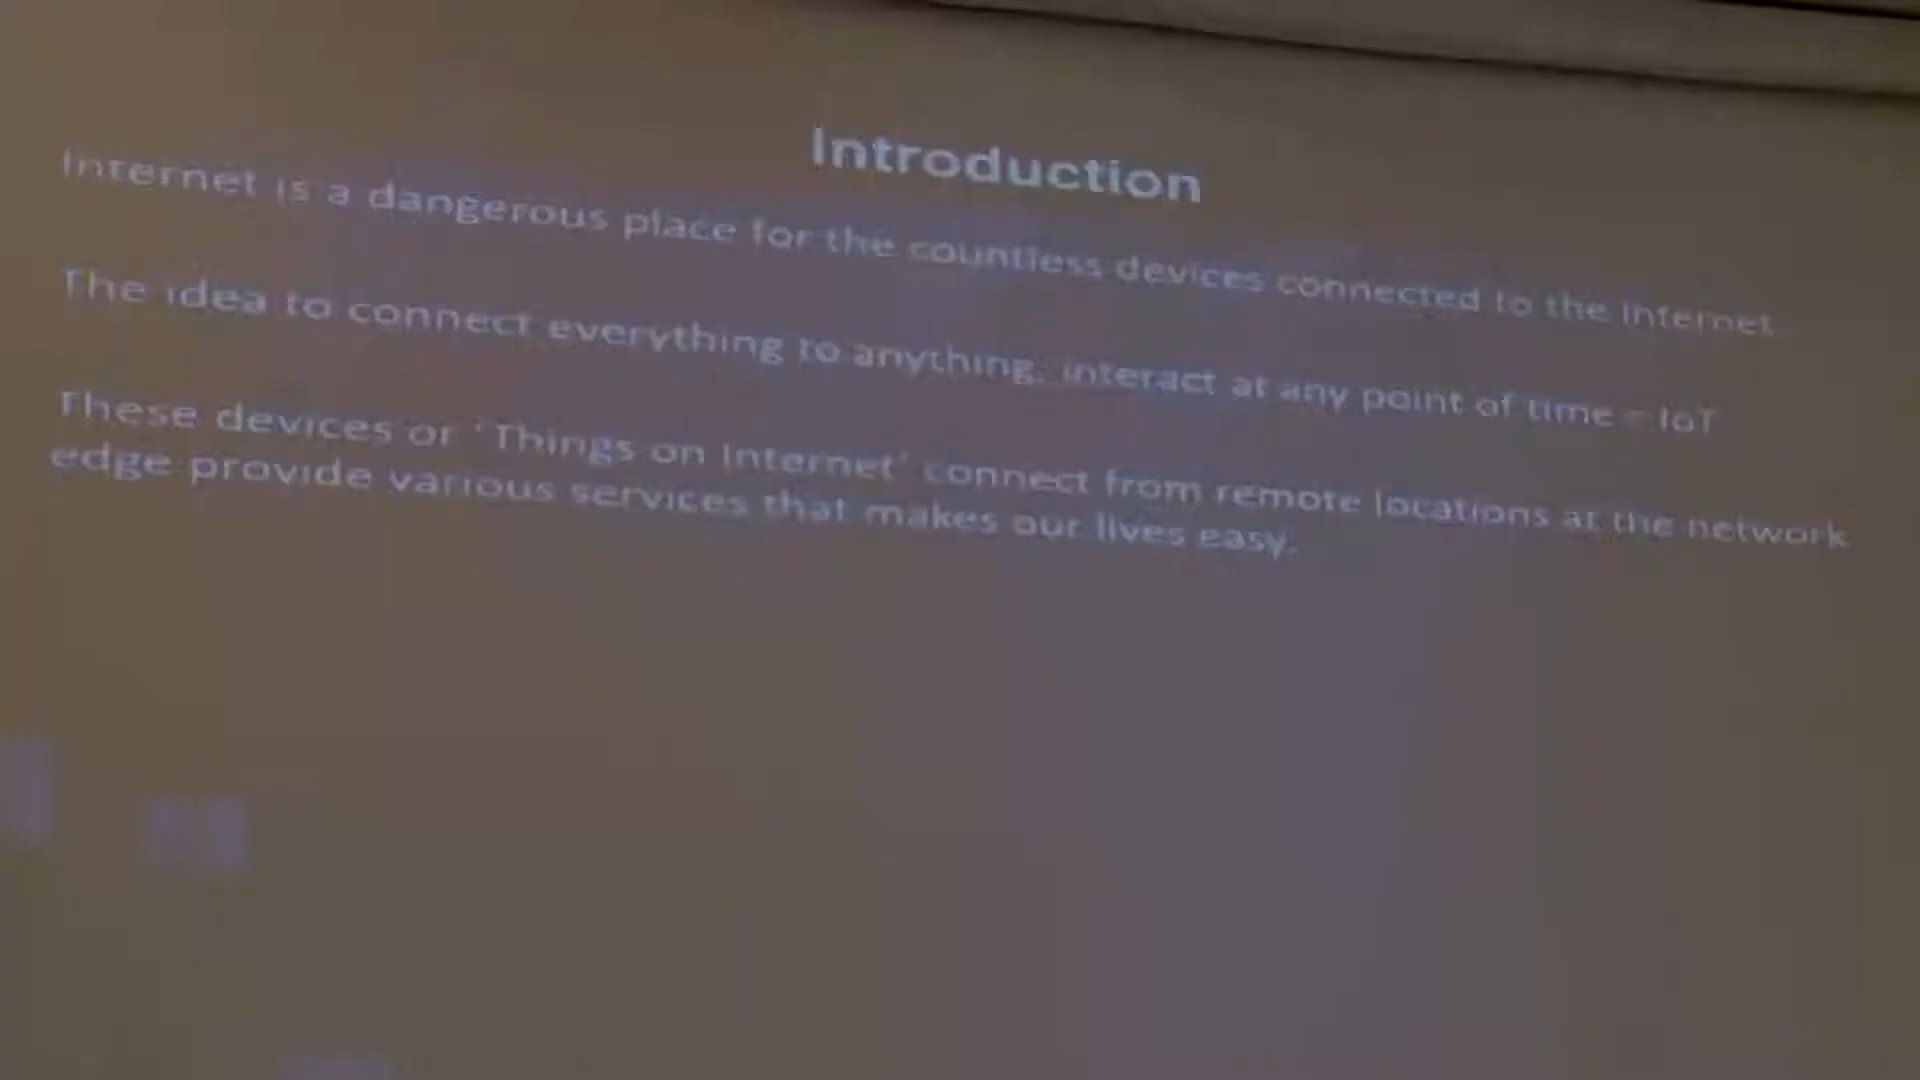 Introduction
Internet is a dangerous place for the countless devices connected to the Internet.
The idea to connect everything to anything, interact at any point of time - IoT
These devices or 'Things on Internet' connect from remote locations at the network
edge provide various services that makes our lives easy.